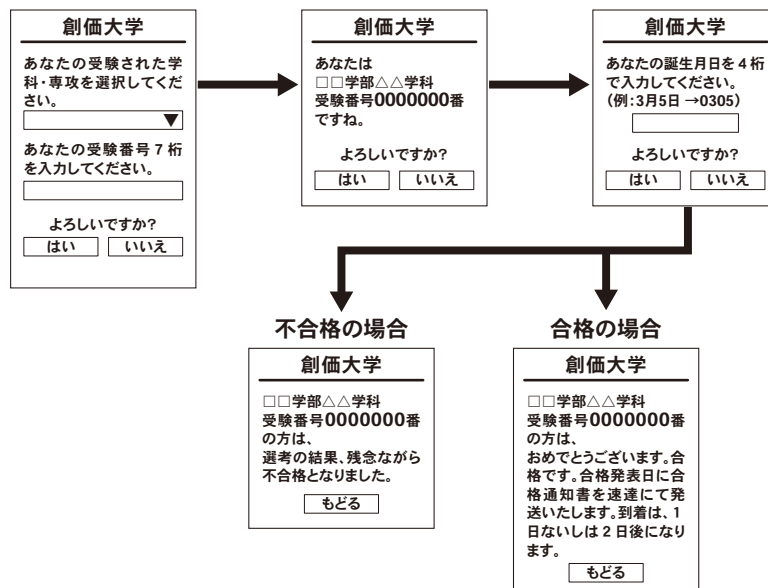 創価大学
あなたの受験された学
科・専攻を選択してくだ
さい。
▼
あなたの受験番号7桁
を入力してください。
よろしいですか?
はい いいえ
創価大学
あなたは
□□学部△△学科
受験番号0000000番
ですね。
よろしいですか?
はい いいえ
創価大学
あなたの誕生月日を4桁
で入力してください。
(例:3月5日→0305)
よろしいですか?
はい いいえ
不合格の場合
創価大学
□□学部△△学科
受験番号0000000番
の方は、
選考の結果、残念ながら
不合格となりました。
もどる
合格の場合
創価大学
□□学部△△学科
受験番号0000000番
の方は、
おめでとうございます。合
格です。合格発表日に合
格通知書を速達にて発
送いたします。到着は、1
日ないしは2日後になり
ます。
もどる